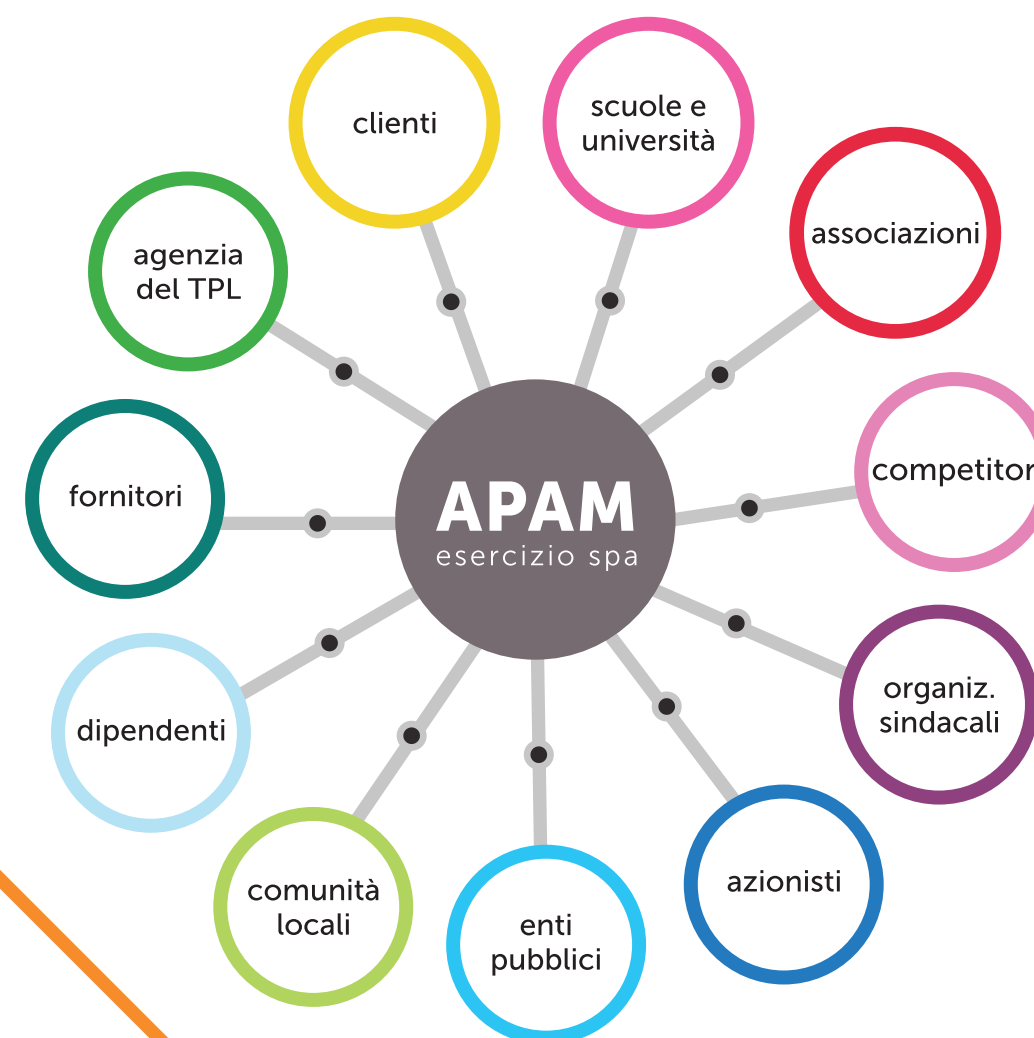 clienti
scuole e
università
associazioni
agenzia
del TPL
competitor
fornitori
APAM
esercizio spa
organiz.
sindacali
dipendenti
azionisti
comunità
locali
enti
pubblici